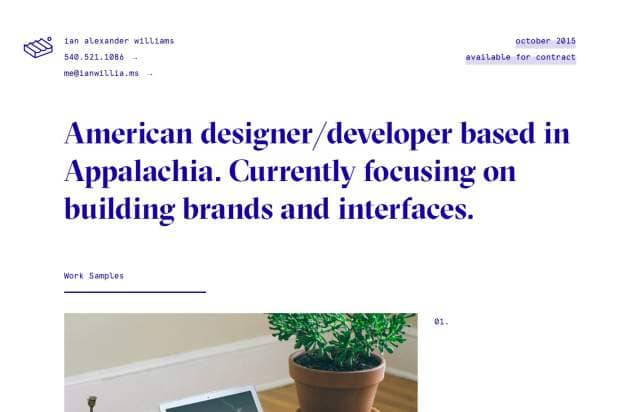 ian alexander williams
540.521.1086 →
me@ianwillia.ms →
october 2015
available for contract
American designer/developer based in
Appalachia. Currently focusing on
building brands and interfaces.
Work Samples
01.